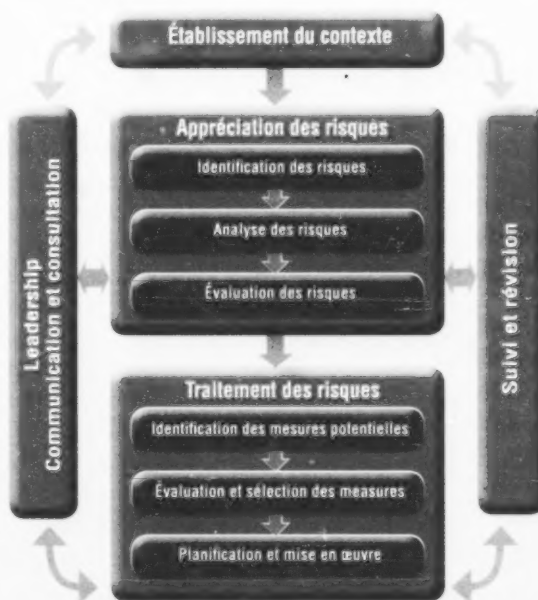 Établissement du contexte
Leadership
Communication et consultation
Appréciation des risques
Identification des risques
Analyse des risques
Évaluation des risques
Traitement des risques
Identification des mesures potentielles
Évaluation et sélection des measures
Planification et mise en œuvre
Suivi et révision